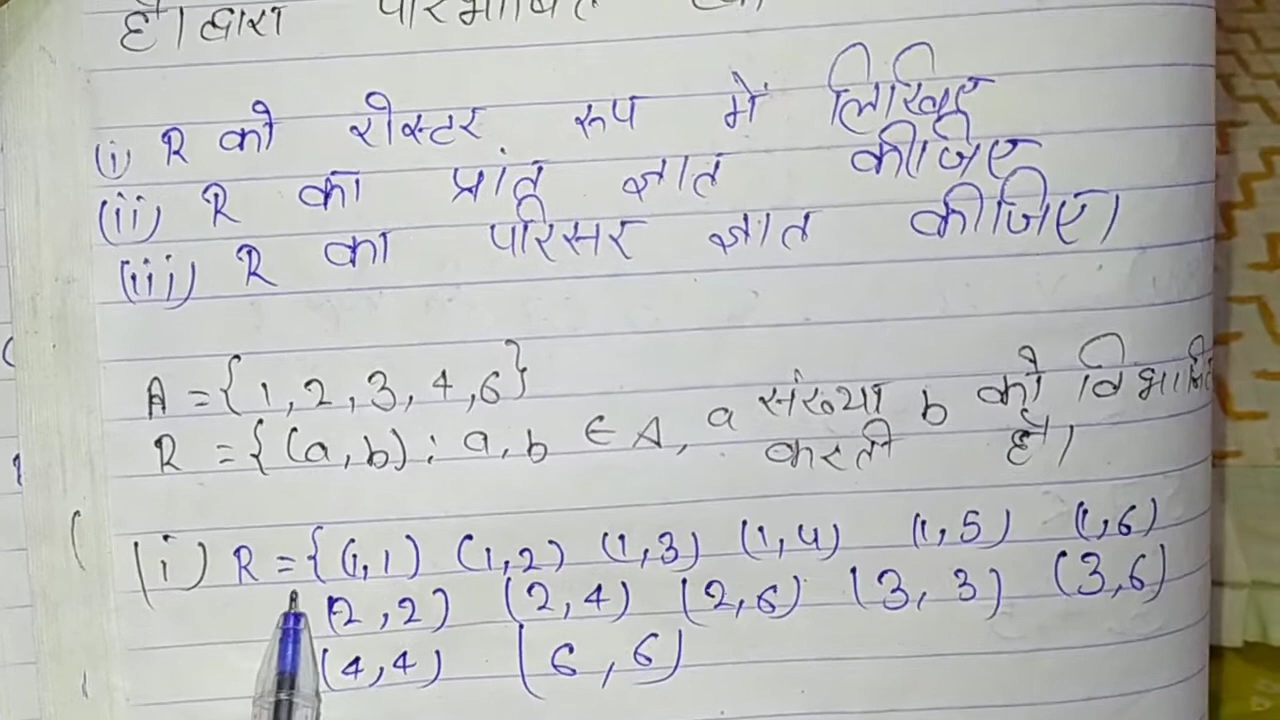 है। द्वारा परिभाषित
(i) R को रोस्टर रूप में लिखिए
(ii) R का प्रांत ज्ञात कीजिए
(iii) R का परिसर ज्ञात कीजिए।
A = {1, 2, 3, 4, 6}
R = {(a, b) : a, b ∈ A, a संख्या b को
करती है।
(i) R = {(1, 1) (1, 2) (1, 3) (1, 4) (1, 5) (1, 6)
(2, 2) (2, 4) (2, 6) (3, 3) (3, 6)
(4, 4) (6, 6)